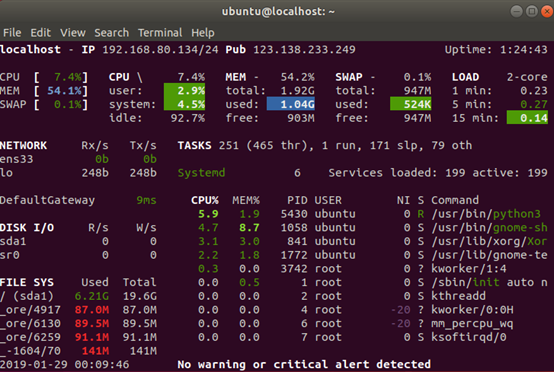 ubuntu@localhost: ~
File Edit View Search Terminal Help
localhost - IP 192.168.80.134/24 Pub 123.138.233.249 Uptime: 1:24:43
CPU [ 7.4%] CPU \ 7.4% MEM - 54.2% SWAP - 0.1% LOAD 2-core
MEM [ 54.1%] user: 2.9% total: 1.92G total: 947M 1 min: 0.23
SWAP [ 0.1%] system: 4.5% used: 1.04G used: 524K 5 min: 0.27
idle: 92.7% free: 903M free: 947M 15 min: 0.14
NETWORK Rx/s Tx/s TASKS 251 (465 thr), 1 run, 171 slp, 79 oth
ens33 0b 0b
lo 248b 248b Systemd 6 Services loaded: 199 active: 199
DefaultGateway 9ms CPU% MEM% PID USER NI S Command
5.9 1.9 5430 ubuntu 0 R /usr/bin/python3
DISK I/O R/s W/s 4.7 8.7 1058 ubuntu 0 S /usr/bin/gnome-sh
sda1 0 0 3.1 3.0 841 ubuntu 0 S /usr/lib/xorg/Xor
sr0 0 0 2.2 1.8 1772 ubuntu 0 S /usr/lib/gnome-te
0.3 0.0 3742 root 0 ? kworker/1:4
FILE SYS Used Total 0.0 0.5 1 root 0 S /sbin/init auto n
/ (sda1) 6.21G 19.6G 0.0 0.0 2 root 0 S kthreadd
_ore/4917 87.0M 87.0M 0.0 0.0 4 root -20 ? kworker/0:0H
_ore/6130 89.5M 89.5M 0.0 0.0 6 root -20 ? mm_percpu_wq
_ore/6259 91.1M 91.1M 0.0 0.0 7 root 0 S ksoftirqd/0
_-1604/70 141M 141M
2019-01-29 00:09:46 No warning or critical alert detected